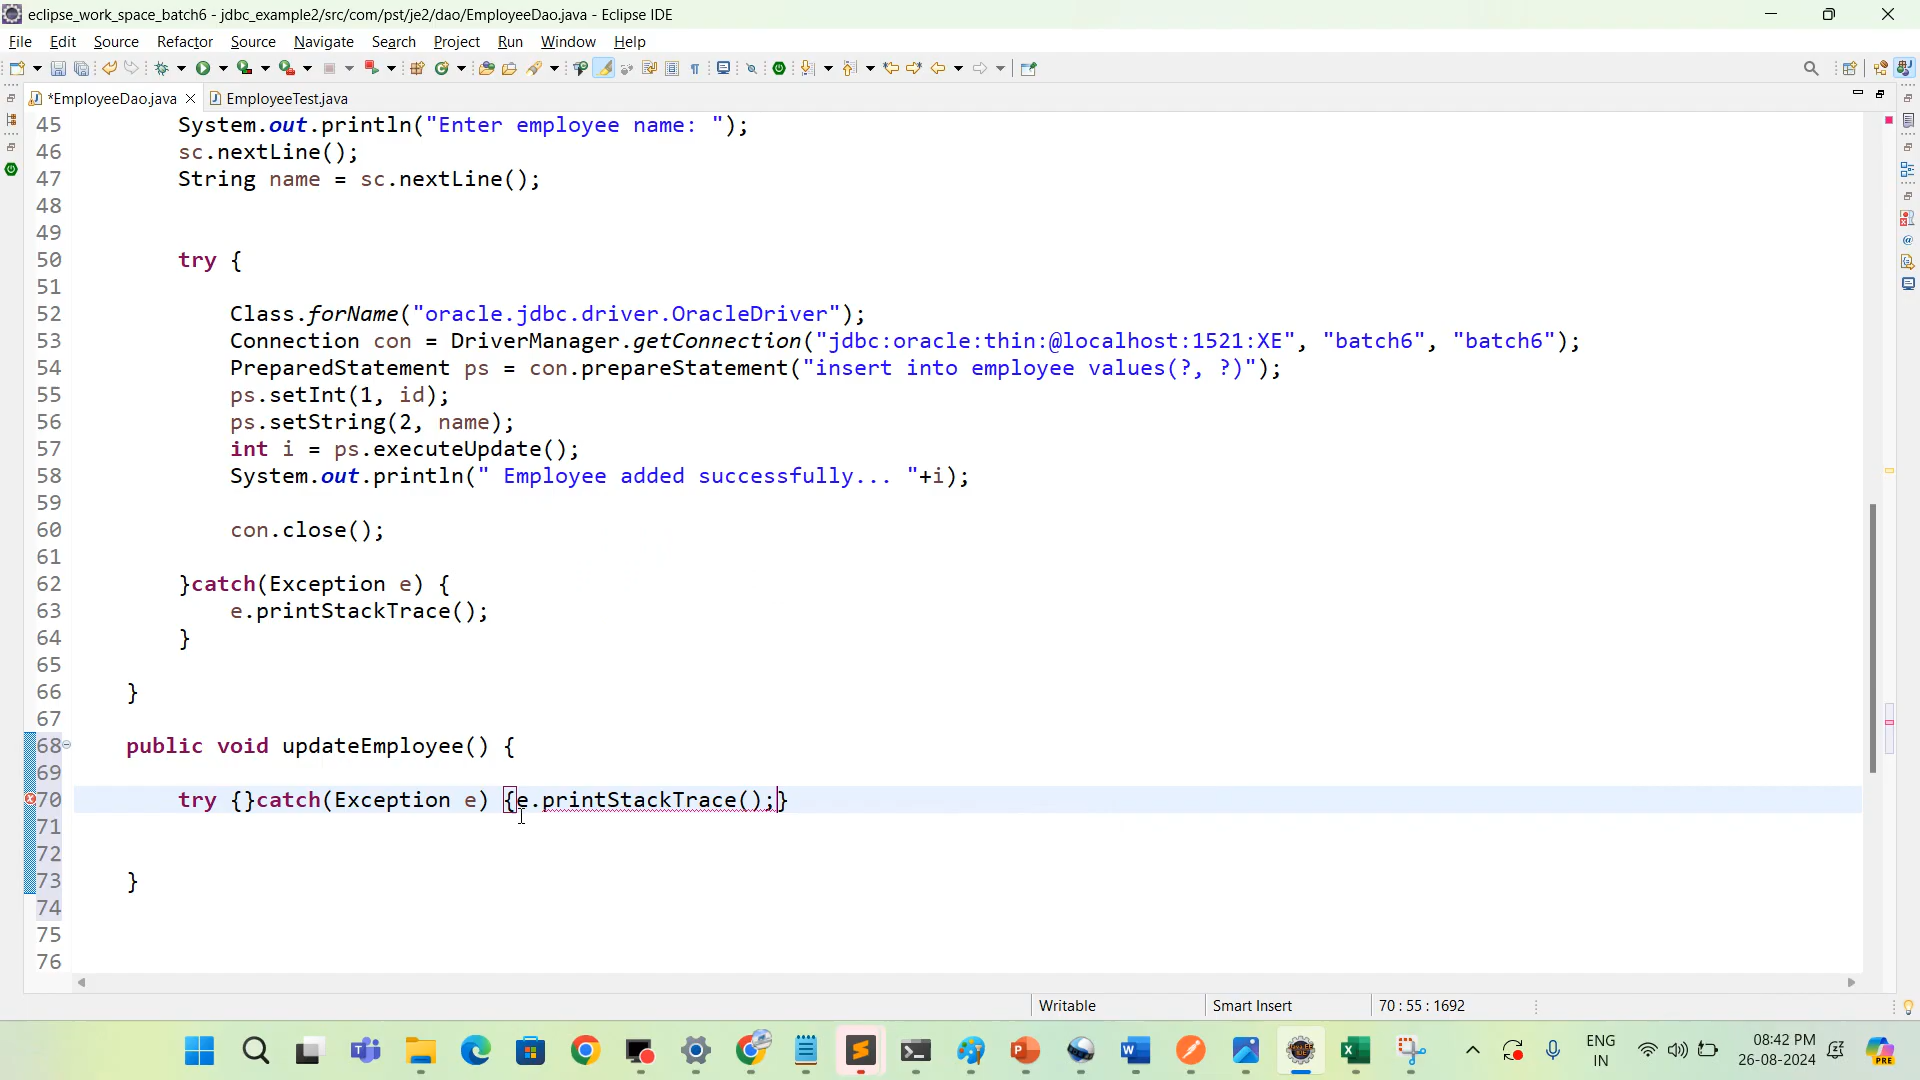 eclipse_work_space_batch6 - jdbc_example2/src/com/pst/je2/dao/EmployeeDao.java - Eclipse IDE
File Edit Source Refactor Source Navigate Search Project Run Window Help
*EmployeeDao.java EmployeeTest.java
45 System.out.println("Enter employee name: ");
46 sc.nextLine();
47 String name = sc.nextLine();
48
49
50 try {
51
52 Class.forName("oracle.jdbc.driver.OracleDriver");
53 Connection con = DriverManager.getConnection("jdbc:oracle:thin:@localhost:1521:XE", "batch6", "batch6");
54 PreparedStatement ps = con.prepareStatement("insert into employee values(?, ?)");
55 ps.setInt(1, id);
56 ps.setString(2, name);
57 int i = ps.executeUpdate();
58 System.out.println(" Employee added successfully... "+i);
59
60 con.close();
61
62 }catch(Exception e) {
63 e.printStackTrace();
64 }
65
66 }
67
68 public void updateEmployee() {
69
70 try {}catch(Exception e) {e.printStackTrace();}
71
72
73 }
74
75
76
Writable Smart Insert 70 : 55 : 1692
ENG
IN
08:42 PM
26-08-2024
PRE